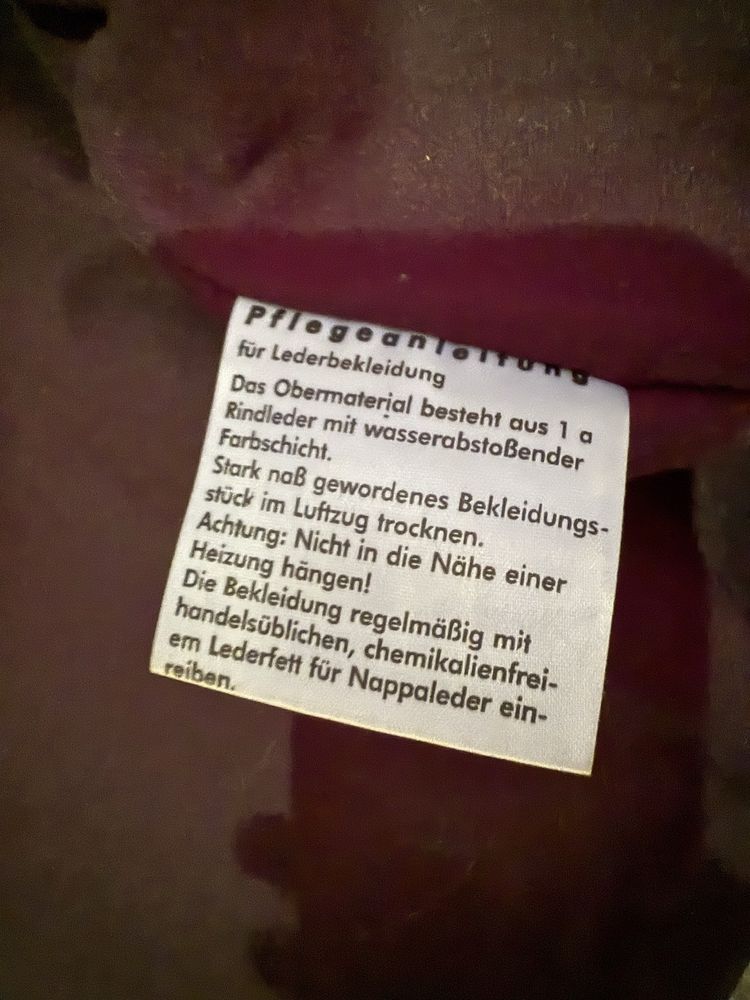 Pflegeanleitung
für Lederbekleidung
Das Obermaterial besteht aus 1 a
Rindleder mit wasserabstoßender
Farbschicht.
Stark naß gewordenes Bekleidungs-
stück im Luftzug trocknen.
Achtung: Nicht in die Nähe einer
Heizung hängen!
Die Bekleidung regelmäßig mit
handelsüblichen, chemikalienfrei-
em Lederfett für Nappaleder ein-
reiben.